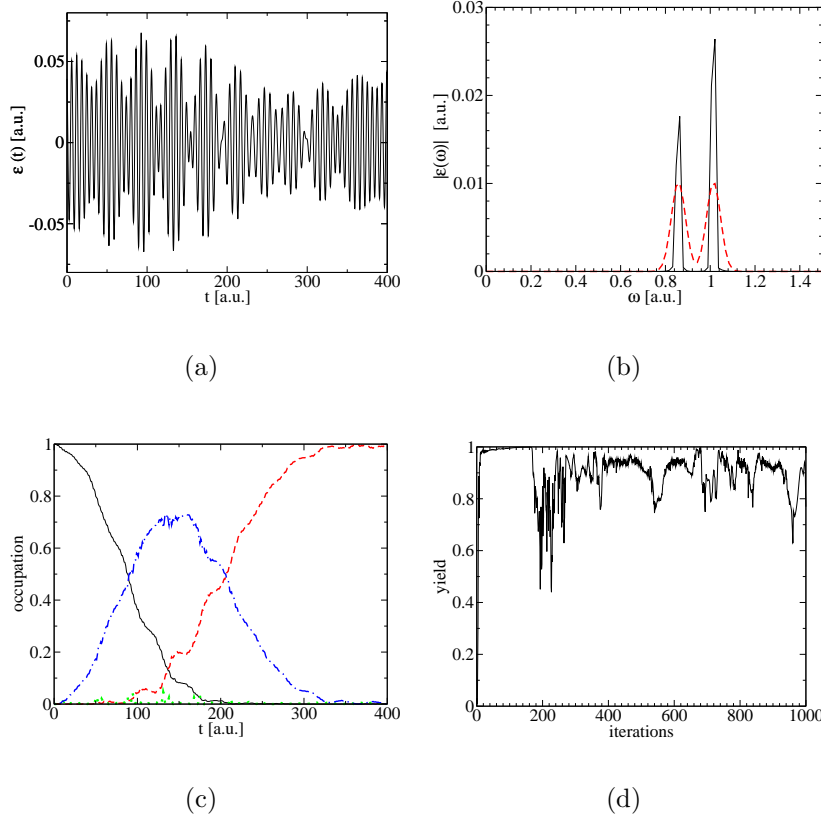 0.05
0
-0.05
ε (t) [a.u.]
0 100 200 300 400
t [a.u.]
(a)
0.03
0.02
0.01
0
|ε(ω)| [a.u.]
0 0.2 0.4 0.6 0.8 1 1.2 1.4
ω [a.u.]
(b)
1
0.8
0.6
0.4
0.2
0
occupation
0 100 200 300 400
t [a.u.]
(c)
1
0.8
0.6
0.4
0.2
0
yield
0 200 400 600 800 1000
iterations
(d)